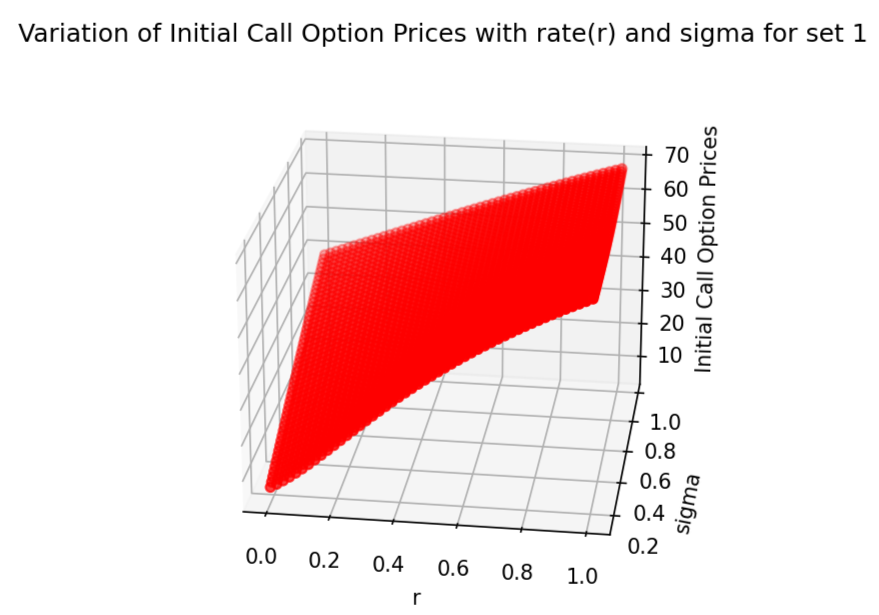 Variation of Initial Call Option Prices with rate(r) and sigma for set 1
70
60
50
40
30
20
10
Initial Call Option Prices
1.0
0.8
0.6
0.4
0.2
sigma
0.0 0.2 0.4 0.6 0.8 1.0
r